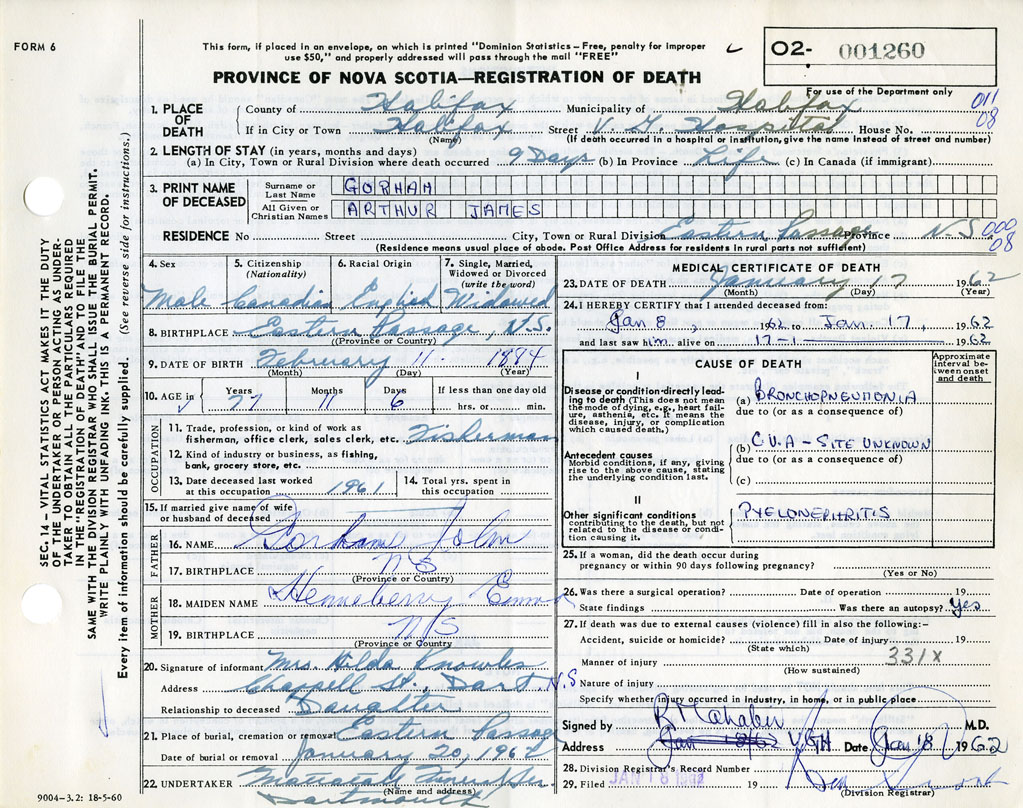 FORM 6
This form, if placed in an envelope, on which is printed "Dominion Statistics – Free, penalty for improper
use $50," and properly addressed will pass through the mail "FREE"
O2- 001260
For use of the Department only
PROVINCE OF NOVA SCOTIA—REGISTRATION OF DEATH
011
08
1. PLACE OF DEATH
County of Halifax Municipality of Halifax
If in City or Town Halifax Street V. G. Hospital House No.
(Name) (If death occurred in a hospital or institution, give the name instead of street and number)
2. LENGTH OF STAY (in years, months and days)
(a) In City, Town or Rural Division where death occurred 9 Days (b) In Province Life (c) In Canada (if immigrant)
3. PRINT NAME OF DECEASED
Surname or Last Name GORHAM
All Given or Christian Names ARTHUR JAMES
RESIDENCE No. Street City, Town or Rural Division Eastern Passage Province N S
000
08
(Residence means usual place of abode. Post Office Address for residents in rural parts not sufficient)
4. Sex 5. Citizenship (Nationality) 6. Racial Origin 7. Single, Married, Widowed or Divorced (write the word)
Male Canadian English Widowed
8. BIRTHPLACE Eastern Passage, N.S.
(Province or Country)
9. DATE OF BIRTH February 11 1884
(Month) (Day) (Year)
10. AGE in Years Months Days If less than one day old
77 11 6 hrs. or min.
OCCUPATION
11. Trade, profession, or kind of work as
fisherman, office clerk, sales clerk, etc. Fisherman
12. Kind of industry or business, as fishing,
bank, grocery store, etc.
13. Date deceased last worked
at this occupation 1961
14. Total yrs. spent in
this occupation
15. If married give name of wife
or husband of deceased
FATHER
16. NAME Gorham John
17. BIRTHPLACE N S
(Province or Country)
MOTHER
18. MAIDEN NAME Henneberry Emma
19. BIRTHPLACE N S
(Province or Country)
20. Signature of informant Mrs. Hilda Knowles
Address Chappell St., Dart. N.S
Relationship to deceased Daughter
21. Place of burial, cremation or removal Eastern Passage
Date of burial or removal January 20, 1962
22. UNDERTAKER
(Name and address)
Dartmouth
9004-3.2: 18-5-60
MEDICAL CERTIFICATE OF DEATH
23. DATE OF DEATH January 17 1962
(Month) (Day) (Year)
24. I HEREBY CERTIFY that I attended deceased from:
Jan 8, 1962 to Jan. 17, 1962
and last saw him alive on 17-1 1962
CAUSE OF DEATH
Approximate interval between onset and death
I
Disease or condition directly leading to death (This does not mean the mode of dying, e.g., heart failure, asthenia, etc. It means the disease, injury, or complication which caused death.)
(a) BRONCHOPNEUMONIA
due to (or as a consequence of)
Antecedent causes
Morbid conditions, if any, giving rise to the above cause, stating the underlying condition last.
(b) C.V.A – SITE UNKNOWN
due to (or as a consequence of)
(c)
II
Other significant conditions
contributing to the death, but not related to the disease or condition causing it.
PYELONEPHRITIS
25. If a woman, did the death occur during
pregnancy or within 90 days following pregnancy?
(Yes or No)
26. Was there a surgical operation? Date of operation 19
State findings Was there an autopsy? Yes
27. If death was due to external causes (violence) fill in also the following:–
Accident, suicide or homicide? Date of injury 19
(State which)
331X
Manner of injury
(How sustained)
Nature of injury
Specify whether injury occurred in industry, in home, or in public place
Signed by M.D.
Address V.G.H Date Jan 18 1962
28. Division Registrar's Record Number
29. Filed JAN 18 1962 19
(Division Registrar)
SEC. 14 – VITAL STATISTICS ACT MAKES IT THE DUTY
OF THE UNDERTAKER OR PERSON ACTING AS UNDER-
TAKER TO OBTAIN ALL THE PARTICULARS REQUIRED
IN THE "REGISTRATION OF DEATH" AND TO FILE THE
SAME WITH THE DIVISION REGISTRAR WHO SHALL ISSUE THE BURIAL PERMIT.
WRITE PLAINLY WITH UNFADING INK. THIS IS A PERMANENT RECORD.
Every item of information should be carefully supplied. (See reverse side for instructions.)